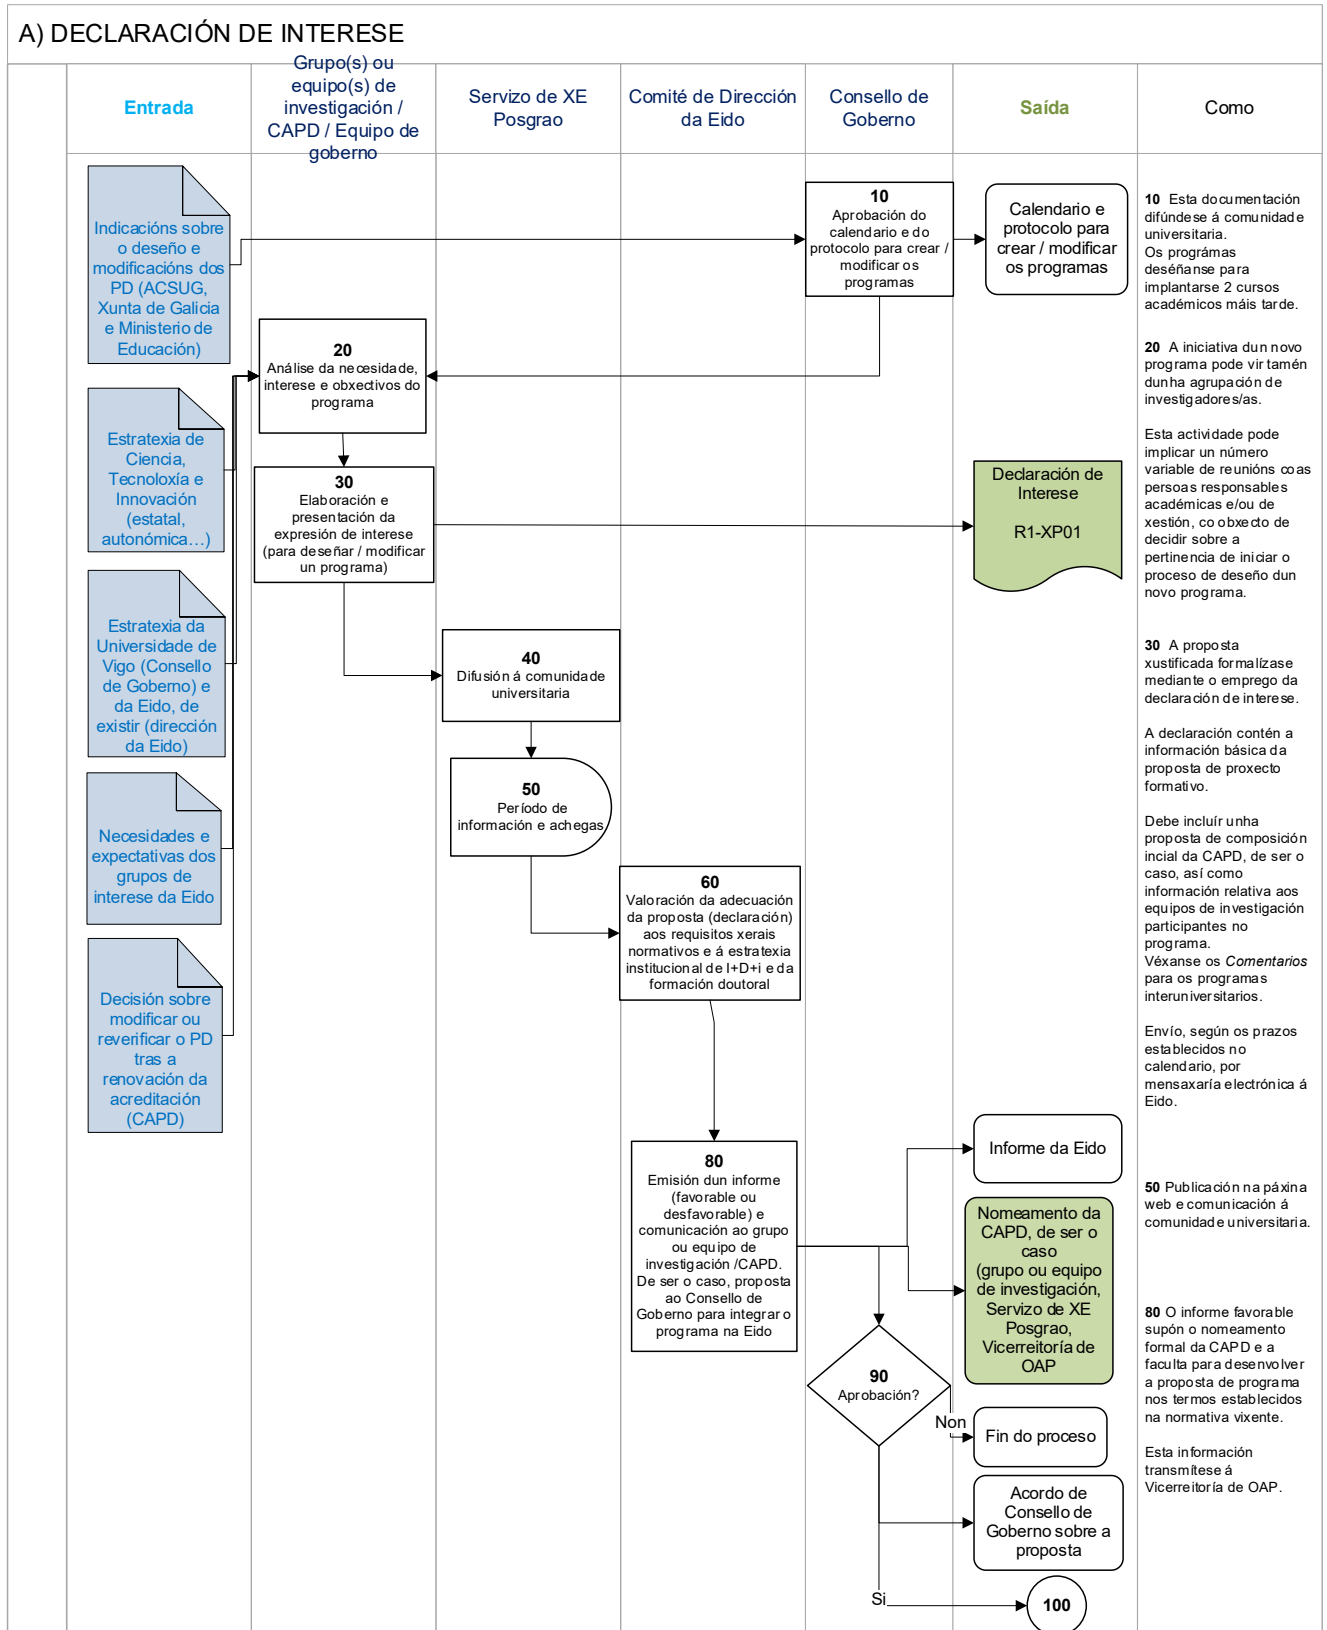 A) DECLARACIÓN DE INTERESE
Entrada
Grupo(s) ou
equipo(s) de
investigación /
CAPD / Equipo de
goberno
Servizo de XE
Posgrao
Comité de Dirección
da Eido
Consello de
Goberno
Saída
Como
Indicacións sobre
o deseño e
modificacións dos
PD (ACSUG,
Xunta de Galicia
e Ministerio de
Educación)
Estratexia de
Ciencia,
Tecnoloxía e
Innovación
(estatal,
autonómica…)
Estratexia da
Universidade de
Vigo (Consello
de Goberno) e
da Eido, de
existir (dirección
da Eido)
Necesidades e
expectativas dos
grupos de
interese da Eido
Decisión sobre
modificar ou
reverificar o PD
tras a
renovación da
acreditación
(CAPD)
10
Aprobación do
calendario e do
protocolo para crear /
modificar os
programas
Calendario e
protocolo para
crear / modificar
os programas
20
Análise da necesidade,
interese e obxectivos do
programa
30
Elaboración e
presentación da
expresión de interese
(para deseñar / modificar
un programa)
Declaración de
Interese
R1-XP01
40
Difusión á comunidade
universitaria
50
Período de
información e achegas
60
Valoración da adecuación
da proposta (declaración)
aos requisitos xerais
normativos e á estratexia
institucional de I+D+i e da
formación doutoral
80
Emisión dun informe
(favorable ou
desfavorable) e
comunicación ao grupo
ou equipo de
investigación /CAPD.
De ser o caso, proposta
ao Consello de
Goberno para integrar o
programa na Eido
Informe da Eido
Nomeamento da
CAPD, de ser o
caso
(grupo ou equipo
de investigación,
Servizo de XE
Posgrao,
Vicerreitoría de
OAP
90
Aprobación?
Non
Fin do proceso
Acordo de
Consello de
Goberno sobre a
proposta
Si
100
10 Esta documentación
difúndese á comunidade
universitaria.
Os prográmas
deséñanse para
implantarse 2 cursos
académicos máis tarde.
20 A iniciativa dun novo
programa pode vir tamén
dunha agrupación de
investigadores/as.
Esta actividade pode
implicar un número
variable de reunións coas
persoas responsables
académicas e/ou de
xestión, co obxecto de
decidir sobre a
pertinencia de iniciar o
proceso de deseño dun
novo programa.
30 A proposta
xustificada formalízase
mediante o emprego da
declaración de interese.
A declaración contén a
información básica da
proposta de proxecto
formativo.
Debe incluír unha
proposta de composición
incial da CAPD, de ser o
caso, así como
información relativa aos
equipos de investigación
participantes no
programa.
Véxanse os Comentarios
para os programas
interuniversitarios.
Envío, según os prazos
establecidos no
calendario, por
mensaxaría electrónica á
Eido.
50 Publicación na páxina
web e comunicación á
comunidade universitaria.
80 O informe favorable
supón o nomeamento
formal da CAPD e a
faculta para desenvolver
a proposta de programa
nos termos establecidos
na normativa vixente.
Esta información
transmítese á
Vicerreitoría de OAP.